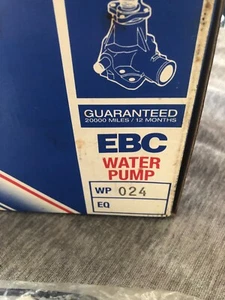 GUARANTEED
20000 MILES / 12 MONTHS
EBC
WATER
PUMP
WP 024
EQ